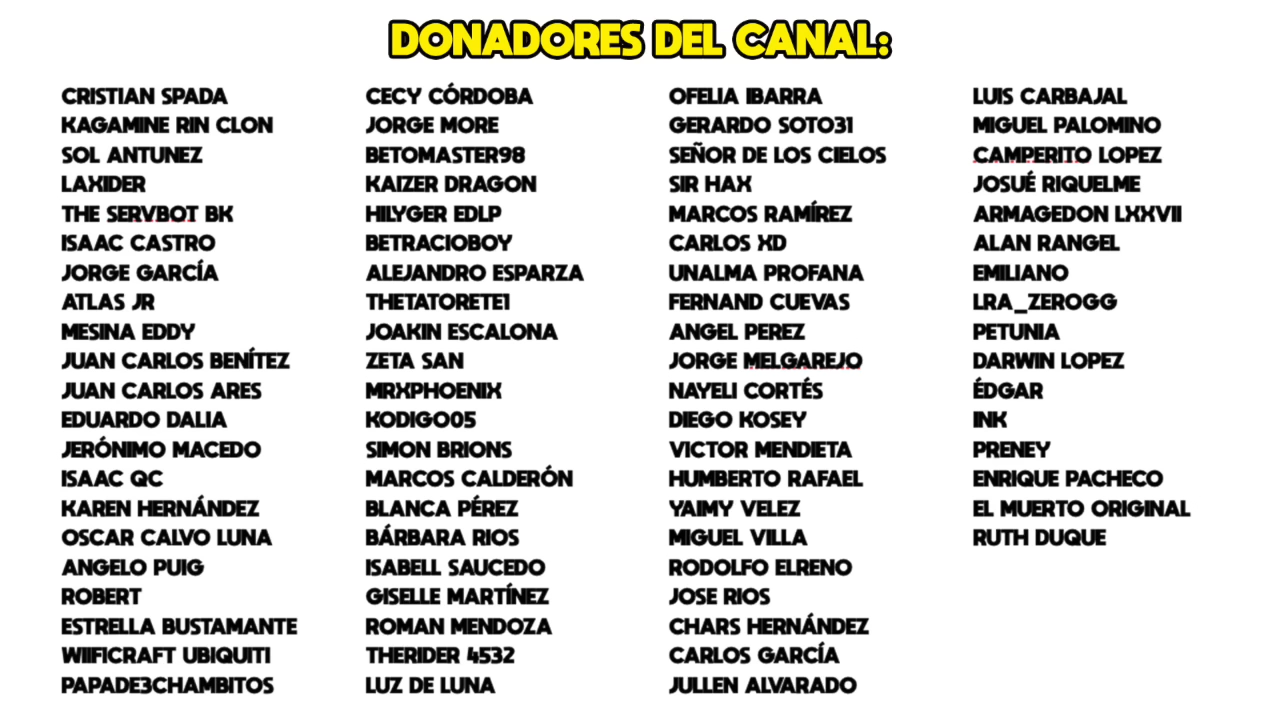 DONADORES DEL CANAL:
CRISTIAN SPADA
KAGAMINE RIN CLON
SOL ANTUNEZ
LAXIDER
THE SERVBOT BK
ISAAC CASTRO
JORGE GARCÍA
ATLAS JR
MESINA EDDY
JUAN CARLOS BENÍTEZ
JUAN CARLOS ARES
EDUARDO DALIA
JERÓNIMO MACEDO
ISAAC QC
KAREN HERNÁNDEZ
OSCAR CALVO LUNA
ANGELO PUIG
ROBERT
ESTRELLA BUSTAMANTE
WIIFICRAFT UBIQUITI
PAPADE3CHAMBITOS
CECY CÓRDOBA
JORGE MORE
BETOMASTER98
KAIZER DRAGON
HILYGER EDLP
BETRACIOBOY
ALEJANDRO ESPARZA
THETATORETE1
JOAKIN ESCALONA
ZETA SAN
MRXPHOENIX
KODIGO05
SIMON BRIONS
MARCOS CALDERÓN
BLANCA PÉREZ
BÁRBARA RIOS
ISABELL SAUCEDO
GISELLE MARTÍNEZ
ROMAN MENDOZA
THERIDER 4532
LUZ DE LUNA
OFELIA IBARRA
GERARDO SOTO31
SEÑOR DE LOS CIELOS
SIR HAX
MARCOS RAMÍREZ
CARLOS XD
UNALMA PROFANA
FERNAND CUEVAS
ANGEL PEREZ
JORGE MELGAREJO
NAYELI CORTÉS
DIEGO KOSEY
VICTOR MENDIETA
HUMBERTO RAFAEL
YAIMY VELEZ
MIGUEL VILLA
RODOLFO ELRENO
JOSE RIOS
CHARS HERNÁNDEZ
CARLOS GARCÍA
JULLEN ALVARADO
LUIS CARBAJAL
MIGUEL PALOMINO
CAMPERITO LOPEZ
JOSUÉ RIQUELME
ARMAGEDON LXXVII
ALAN RANGEL
EMILIANO
LRA_ZEROGG
PETUNIA
DARWIN LOPEZ
ÉDGAR
INK
PRENEY
ENRIQUE PACHECO
EL MUERTO ORIGINAL
RUTH DUQUE